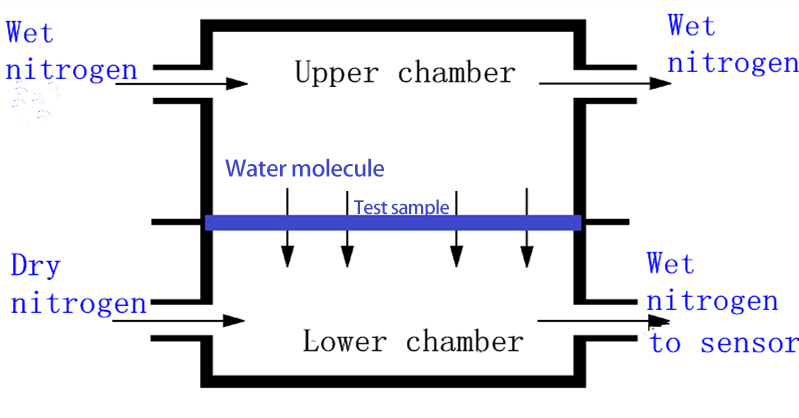 Wet
nitrogen
Upper chamber
Wet
nitrogen
Water molecule
Test sample
Dry
nitrogen
Lower chamber
Wet
nitrogen
to sensor